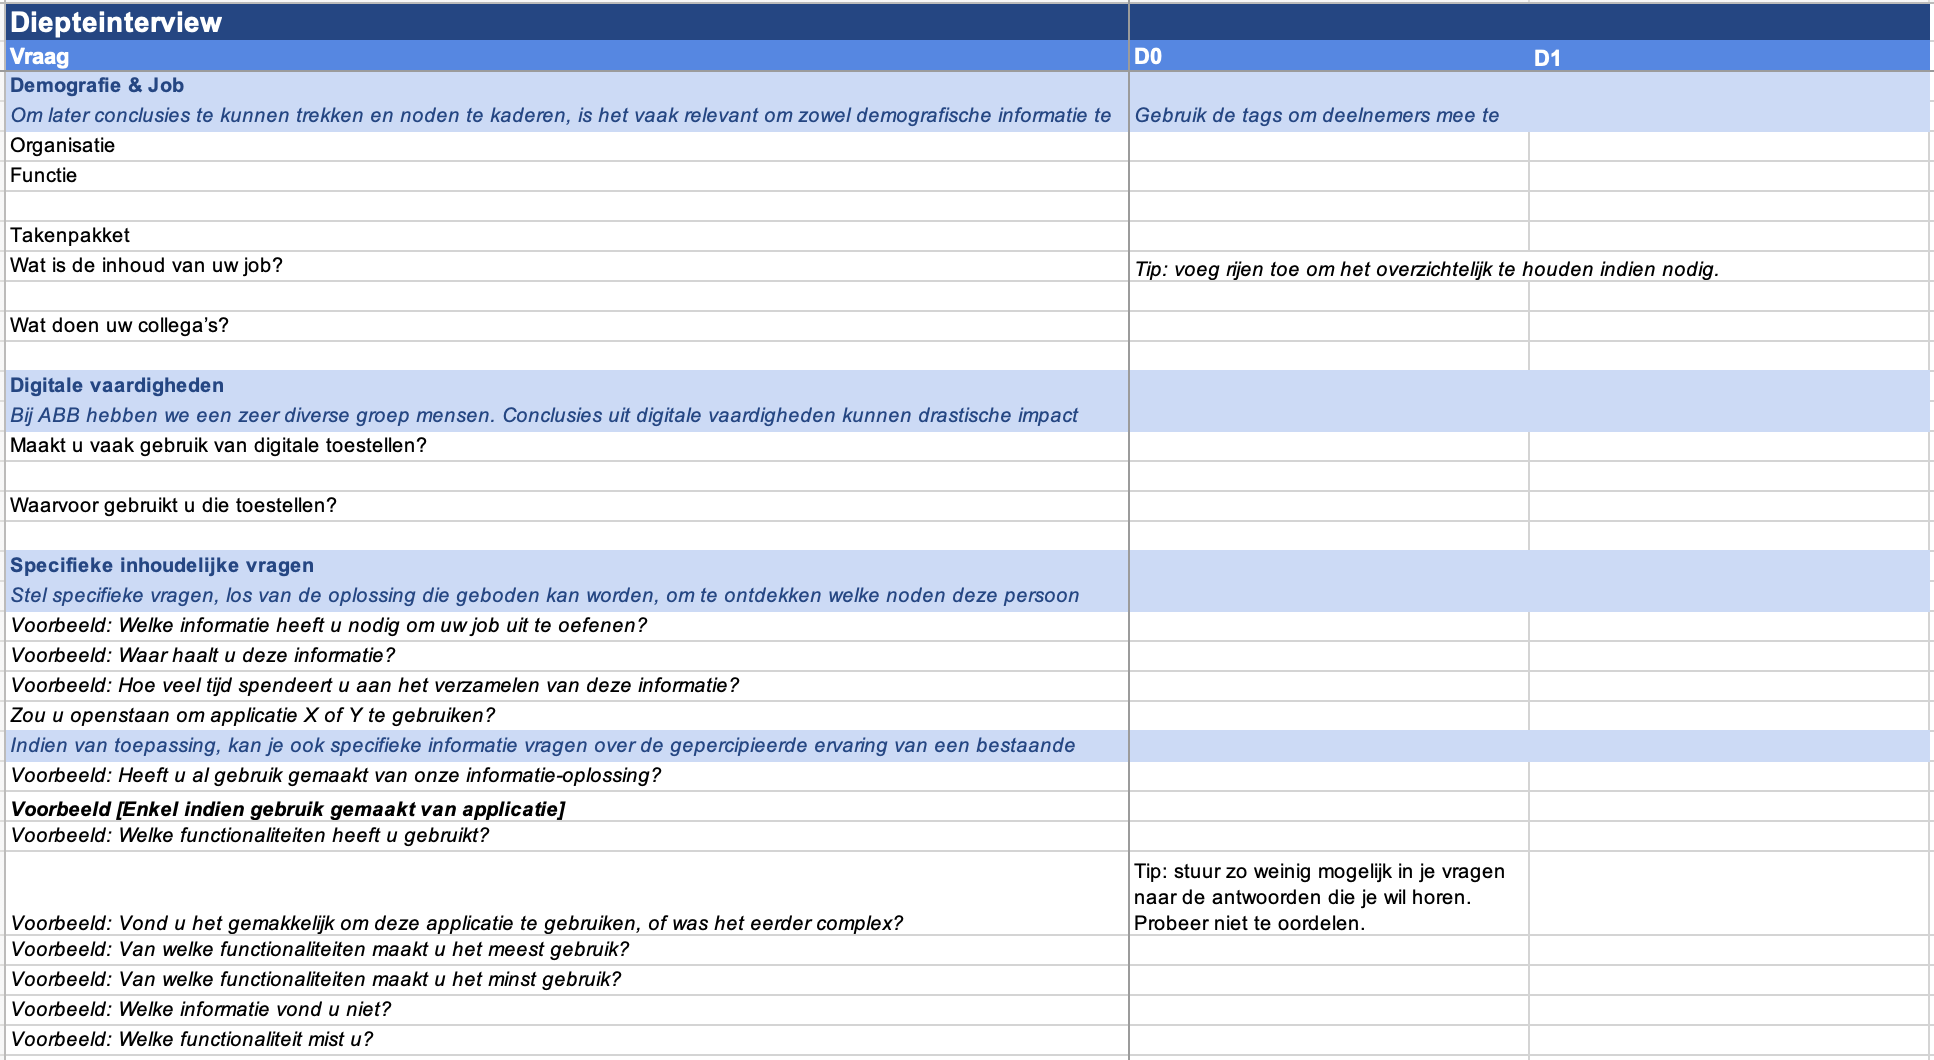 Diepteinterview
Vraag D0 D1
Demografie & Job
Om later conclusies te kunnen trekken en noden te kaderen, is het vaak relevant om zowel demografische informatie te Gebruik de tags om deelnemers mee te
Organisatie
Functie
Takenpakket
Wat is de inhoud van uw job? Tip: voeg rijen toe om het overzichtelijk te houden indien nodig.
Wat doen uw collega's?
Digitale vaardigheden
Bij ABB hebben we een zeer diverse groep mensen. Conclusies uit digitale vaardigheden kunnen drastische impact
Maakt u vaak gebruik van digitale toestellen?
Waarvoor gebruikt u die toestellen?
Specifieke inhoudelijke vragen
Stel specifieke vragen, los van de oplossing die geboden kan worden, om te ontdekken welke noden deze persoon
Voorbeeld: Welke informatie heeft u nodig om uw job uit te oefenen?
Voorbeeld: Waar haalt u deze informatie?
Voorbeeld: Hoe veel tijd spendeert u aan het verzamelen van deze informatie?
Zou u openstaan om applicatie X of Y te gebruiken?
Indien van toepassing, kan je ook specifieke informatie vragen over de gepercipieerde ervaring van een bestaande
Voorbeeld: Heeft u al gebruik gemaakt van onze informatie-oplossing?
Voorbeeld [Enkel indien gebruik gemaakt van applicatie]
Voorbeeld: Welke functionaliteiten heeft u gebruikt?
Tip: stuur zo weinig mogelijk in je vragen
naar de antwoorden die je wil horen.
Voorbeeld: Vond u het gemakkelijk om deze applicatie te gebruiken, of was het eerder complex? Probeer niet te oordelen.
Voorbeeld: Van welke functionaliteiten maakt u het meest gebruik?
Voorbeeld: Van welke functionaliteiten maakt u het minst gebruik?
Voorbeeld: Welke informatie vond u niet?
Voorbeeld: Welke functionaliteit mist u?